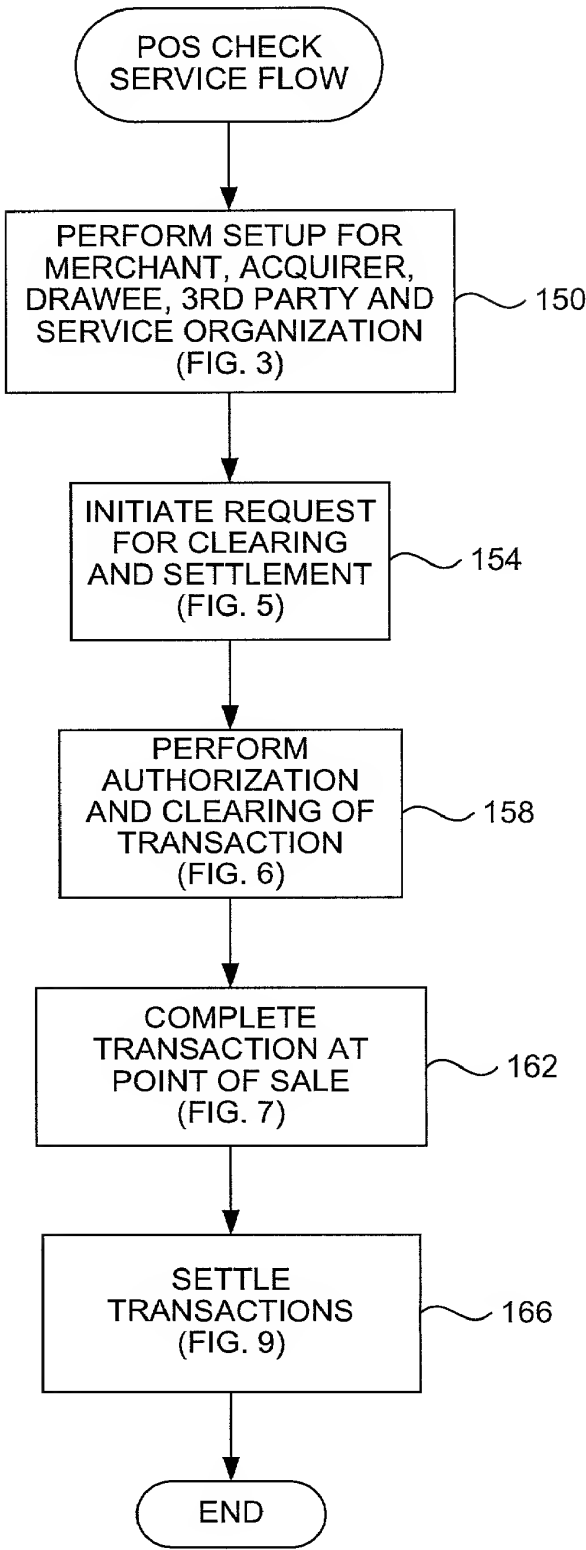 POS CHECK
SERVICE FLOW
PERFORM SETUP FOR
MERCHANT, ACQUIRER,
DRAWEE, 3RD PARTY AND
SERVICE ORGANIZATION
(FIG. 3)
150
INITIATE REQUEST
FOR CLEARING
AND SETTLEMENT
(FIG. 5)
154
PERFORM
AUTHORIZATION
AND CLEARING OF
TRANSACTION
(FIG. 6)
158
COMPLETE
TRANSACTION AT
POINT OF SALE
(FIG. 7)
162
SETTLE
TRANSACTIONS
(FIG. 9)
166
END